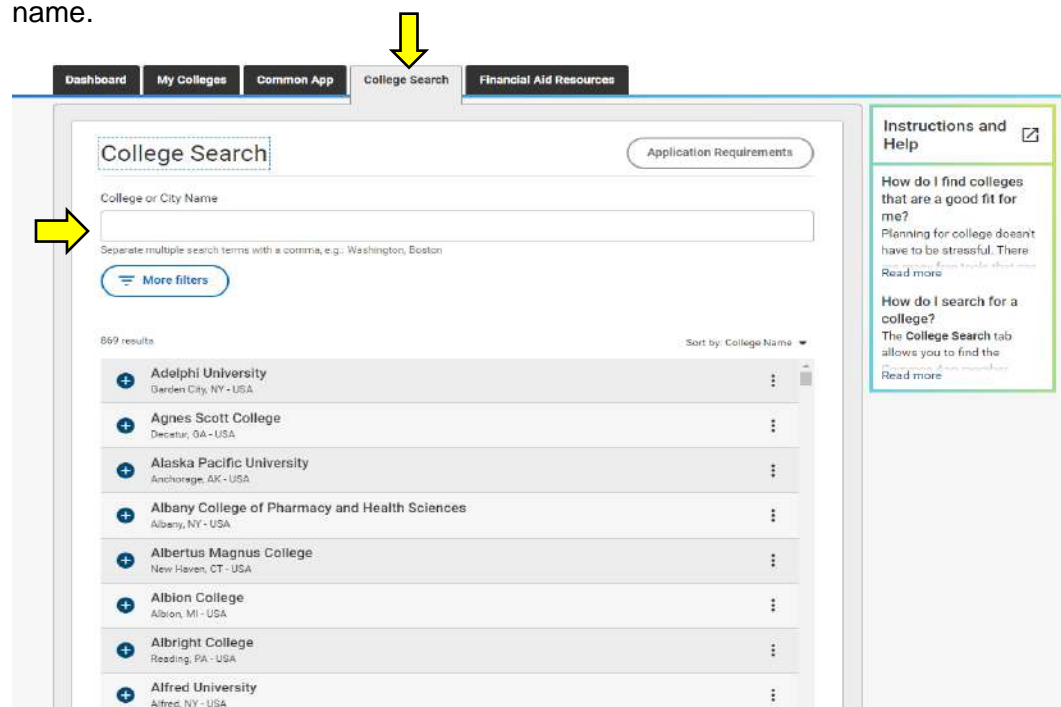 name.
Dashboard
My Colleges
Common App
College Search
Financial Aid Resources
College Search
Application Requirements
College or City Name
Separate multiple search terms with a comma, e.g.: Washington, Boston
More filters
869 results
Sort by: College Name
Adelphi University
Garden City, NY - USA
Agnes Scott College
Decatur, GA - USA
Alaska Pacific University
Anchorage, AK - USA
Albany College of Pharmacy and Health Sciences
Albany, NY - USA
Albertus Magnus College
New Haven, CT - USA
Albion College
Albion, MI - USA
Albright College
Reading, PA - USA
Alfred University
Alfred, NY - USA
Instructions and
Help
How do I find colleges
that are a good fit for
me?
Planning for college doesn't
have to be stressful. There
Read more
How do I search for a
college?
The College Search tab
allows you to find the
Read more